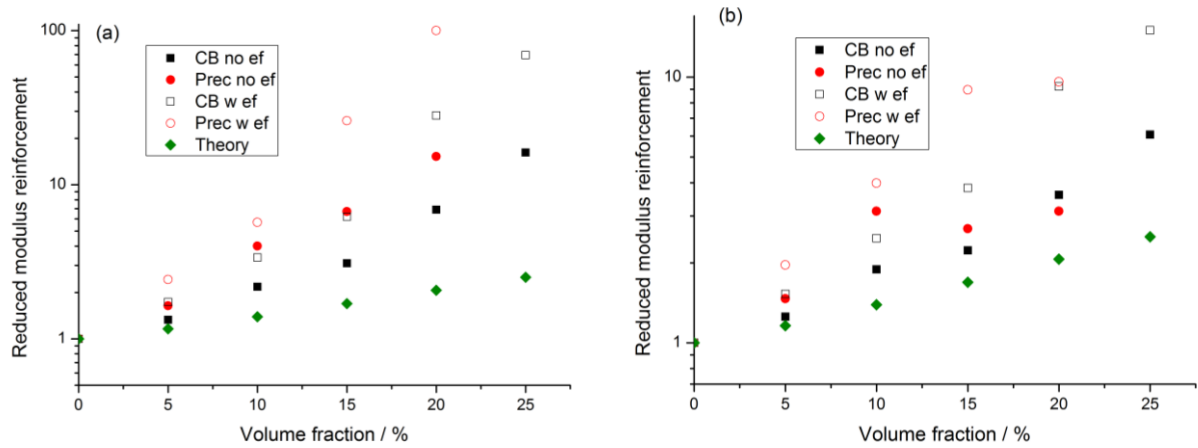 (a)
100
10
1
CB no ef
Prec no ef
CB w ef
Prec w ef
Theory
Reduced modulus reinforcement
0 5 10 15 20 25
Volume fraction / %
(b)
10
1
CB no ef
Prec no ef
CB w ef
Prec w ef
Theory
Reduced modulus reinforcement
0 5 10 15 20 25
Volume fraction / %